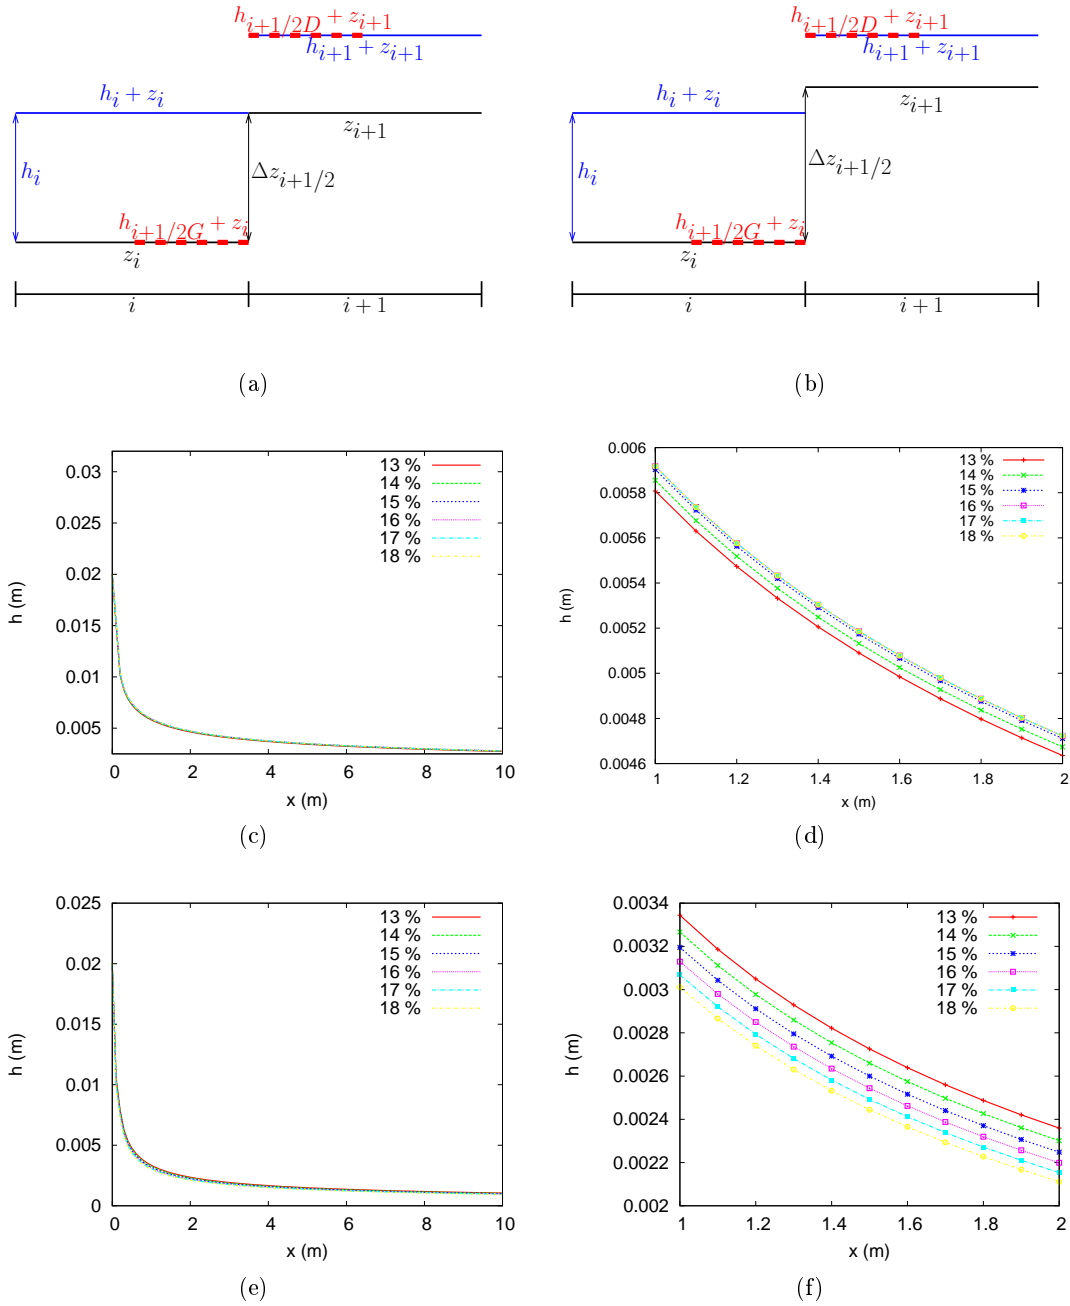 h_{i+1/2D} + z_{i+1}
h_{i+1} + z_{i+1}
h_i + z_i
z_{i+1}
h_i
Δz_{i+1/2}
h_{i+1/2G} + z_i
z_i
i
i + 1
(a)
h_{i+1/2D} + z_{i+1}
h_{i+1} + z_{i+1}
h_i + z_i
z_{i+1}
h_i
Δz_{i+1/2}
h_{i+1/2G} + z_i
z_i
i
i + 1
(b)
0.03
0.025
0.02
0.015
0.01
0.005
h (m)
13 %
14 %
15 %
16 %
17 %
18 %
0 2 4 6 8 10
x (m)
(c)
0.006
0.0058
0.0056
0.0054
0.0052
0.005
0.0048
0.0046
h (m)
13 %
14 %
15 %
16 %
17 %
18 %
1 1.2 1.4 1.6 1.8 2
x (m)
(d)
0.025
0.02
0.015
0.01
0.005
0
h (m)
13 %
14 %
15 %
16 %
17 %
18 %
0 2 4 6 8 10
x (m)
(e)
0.0034
0.0032
0.003
0.0028
0.0026
0.0024
0.0022
0.002
h (m)
13 %
14 %
15 %
16 %
17 %
18 %
1 1.2 1.4 1.6 1.8 2
x (m)
(f)